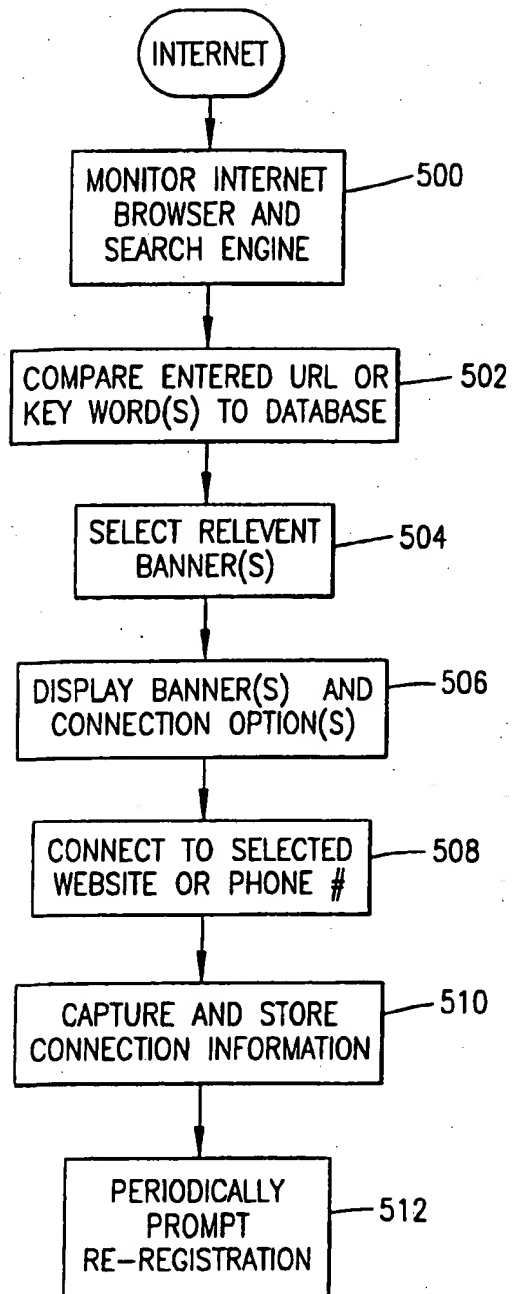 INTERNET
MONITOR INTERNET
BROWSER AND
SEARCH ENGINE
500
COMPARE ENTERED URL OR
KEY WORD(S) TO DATABASE
502
SELECT RELEVENT
BANNER(S)
504
DISPLAY BANNER(S) AND
CONNECTION OPTION(S)
506
CONNECT TO SELECTED
WEBSITE OR PHONE #
508
CAPTURE AND STORE
CONNECTION INFORMATION
510
PERIODICALLY
PROMPT
RE-REGISTRATION
512